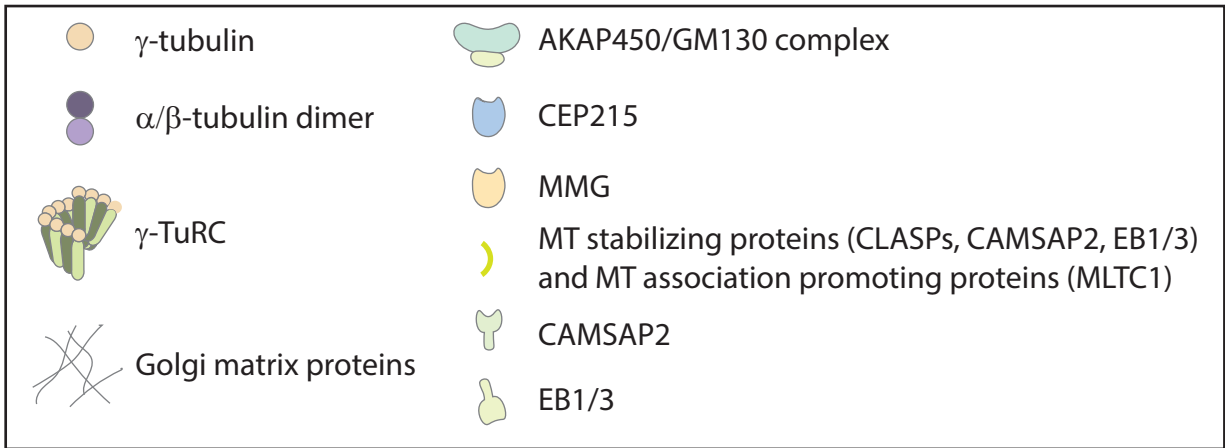 γ-tubulin
α/β-tubulin dimer
γ-TuRC
Golgi matrix proteins
AKAP450/GM130 complex
CEP215
MMG
MT stabilizing proteins (CLASPs, CAMSAP2, EB1/3)
and MT association promoting proteins (MLTC1)
CAMSAP2
EB1/3